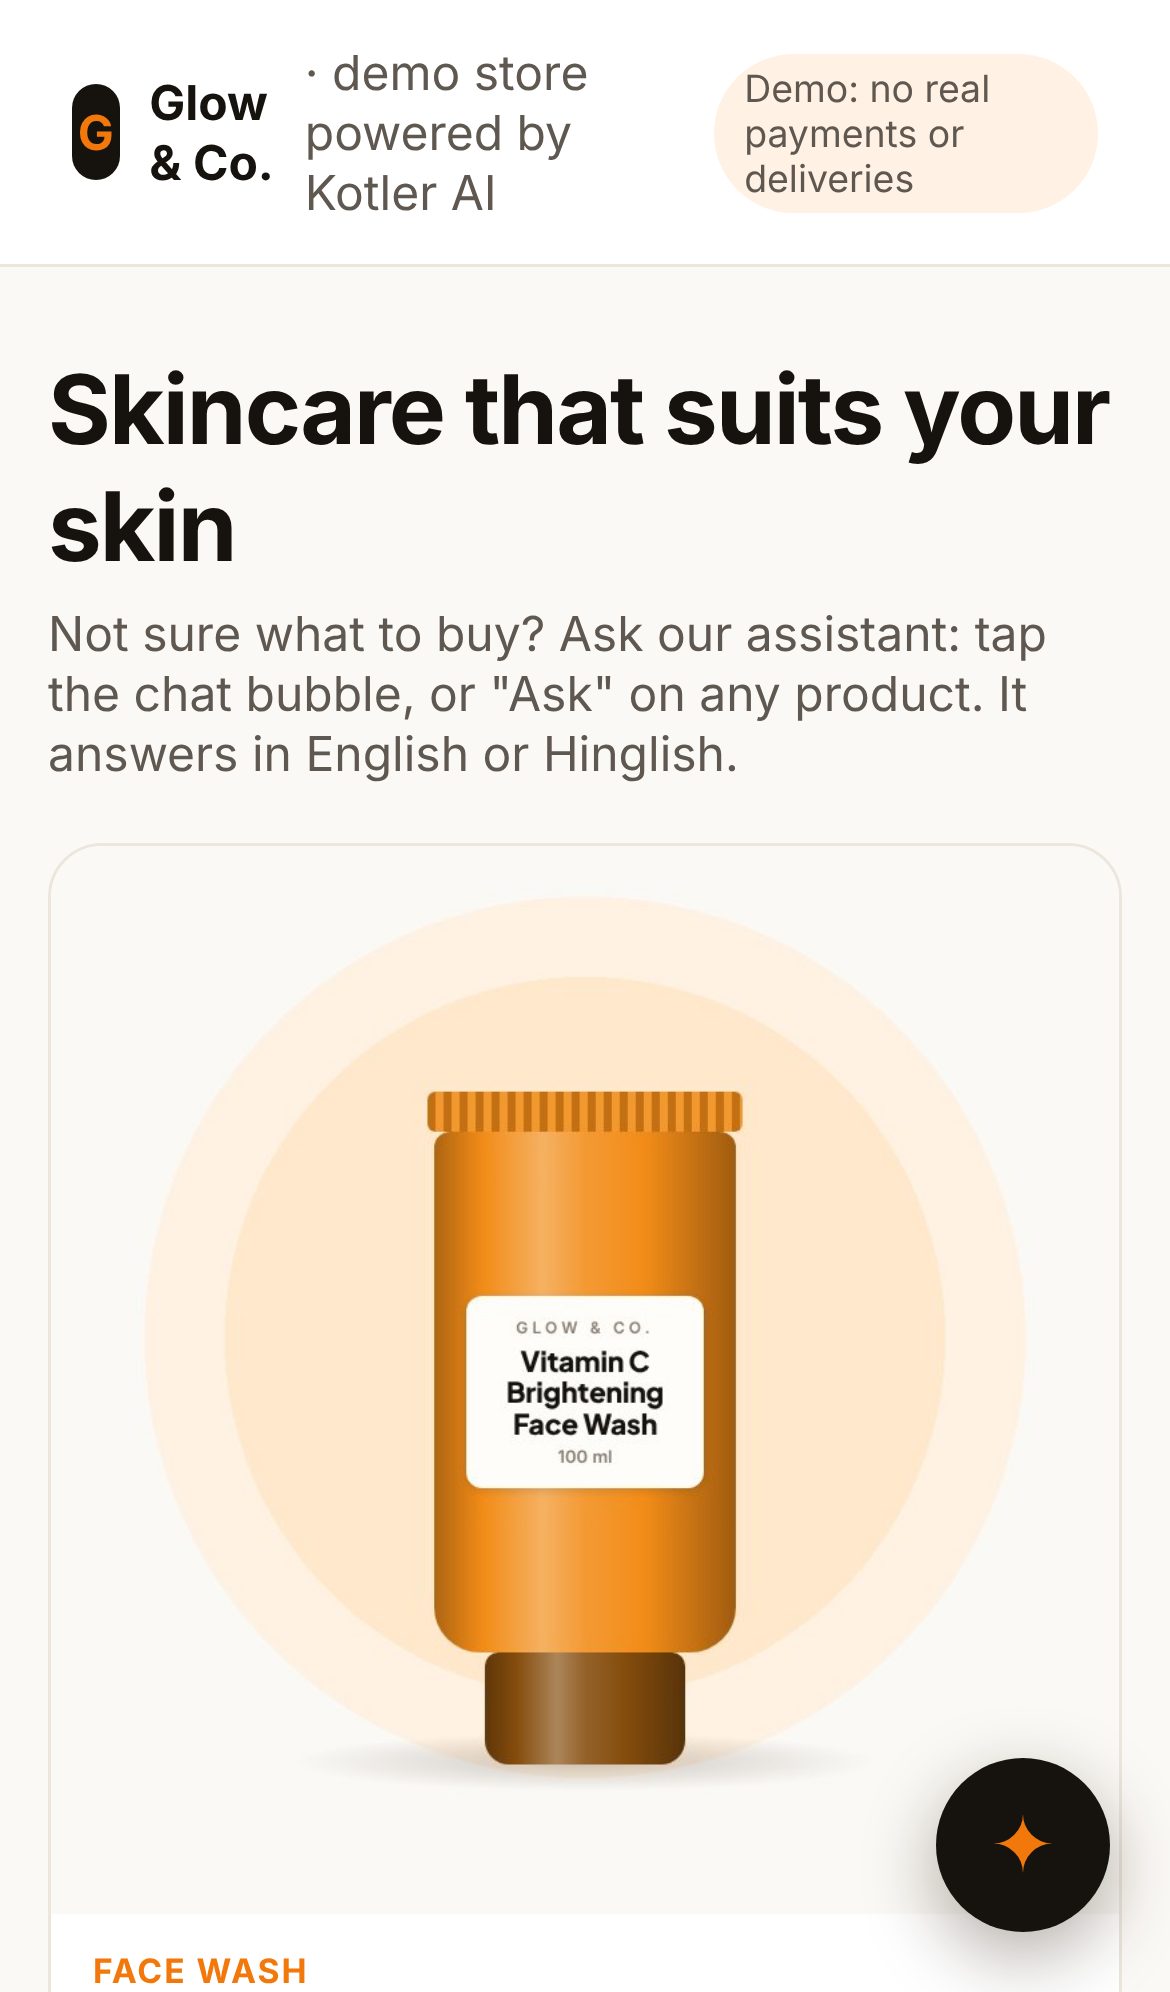 G
Glow
& Co.
· demo store
powered by
Kotler AI
Demo: no real
payments or
deliveries
Skincare that suits your
skin
Not sure what to buy? Ask our assistant: tap
the chat bubble, or "Ask" on any product. It
answers in English or Hinglish.
GLOW & CO.
Vitamin C
Brightening
Face Wash
100 ml
FACE WASH